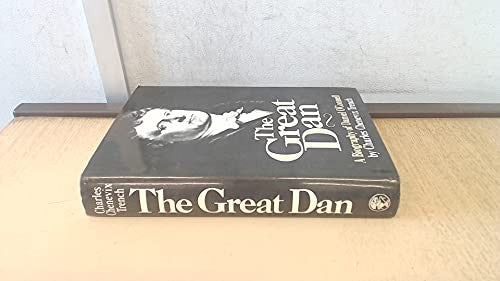 The
Great
Dan
A Biography of Daniel O'Connell
by Charles Chenevix Trench
Charles
Chenevix
Trench
The Great Dan